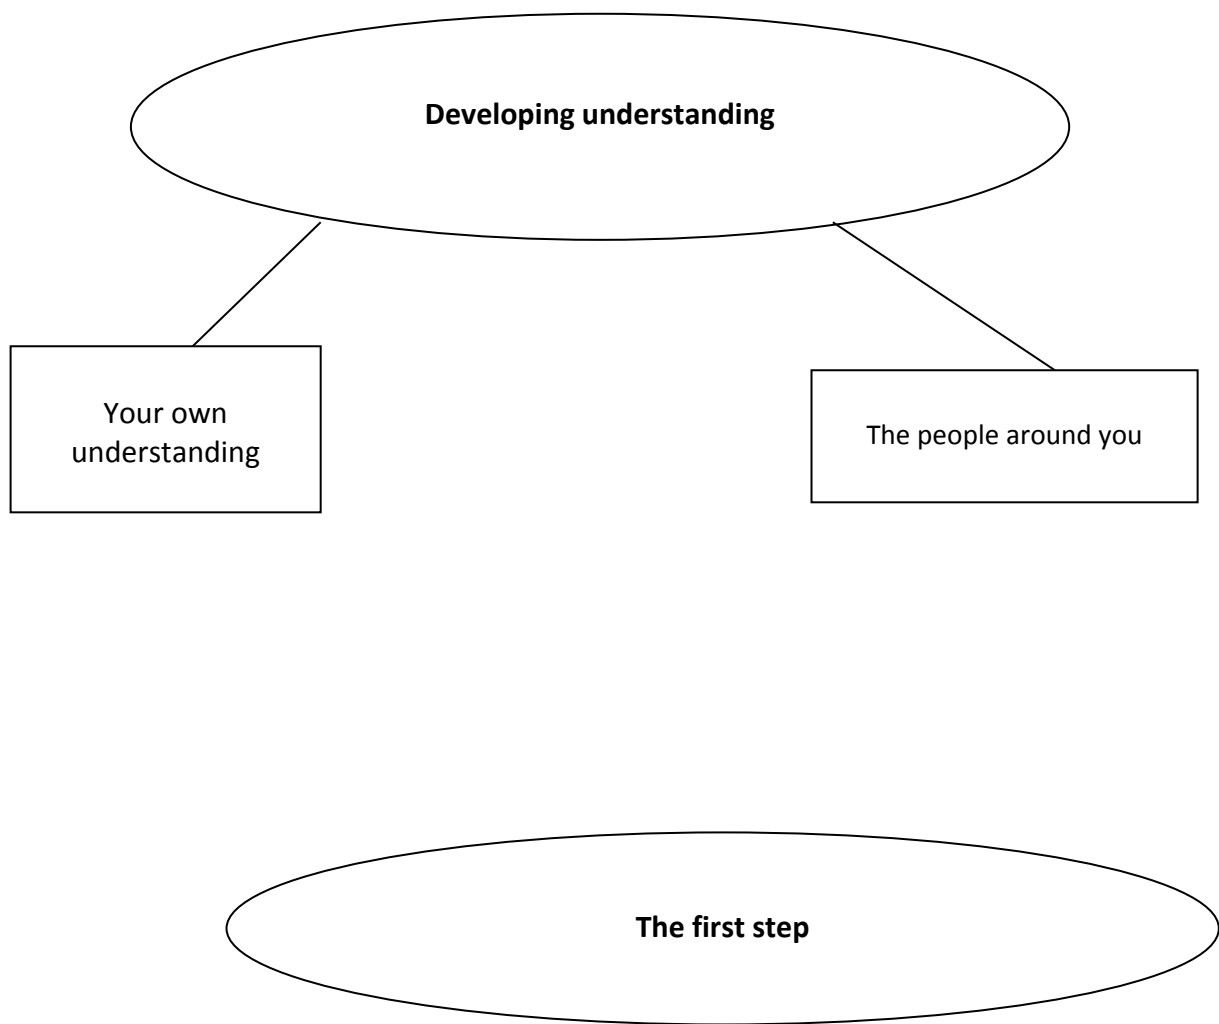 Developing understanding
Your own
understanding
The people around you
The first step